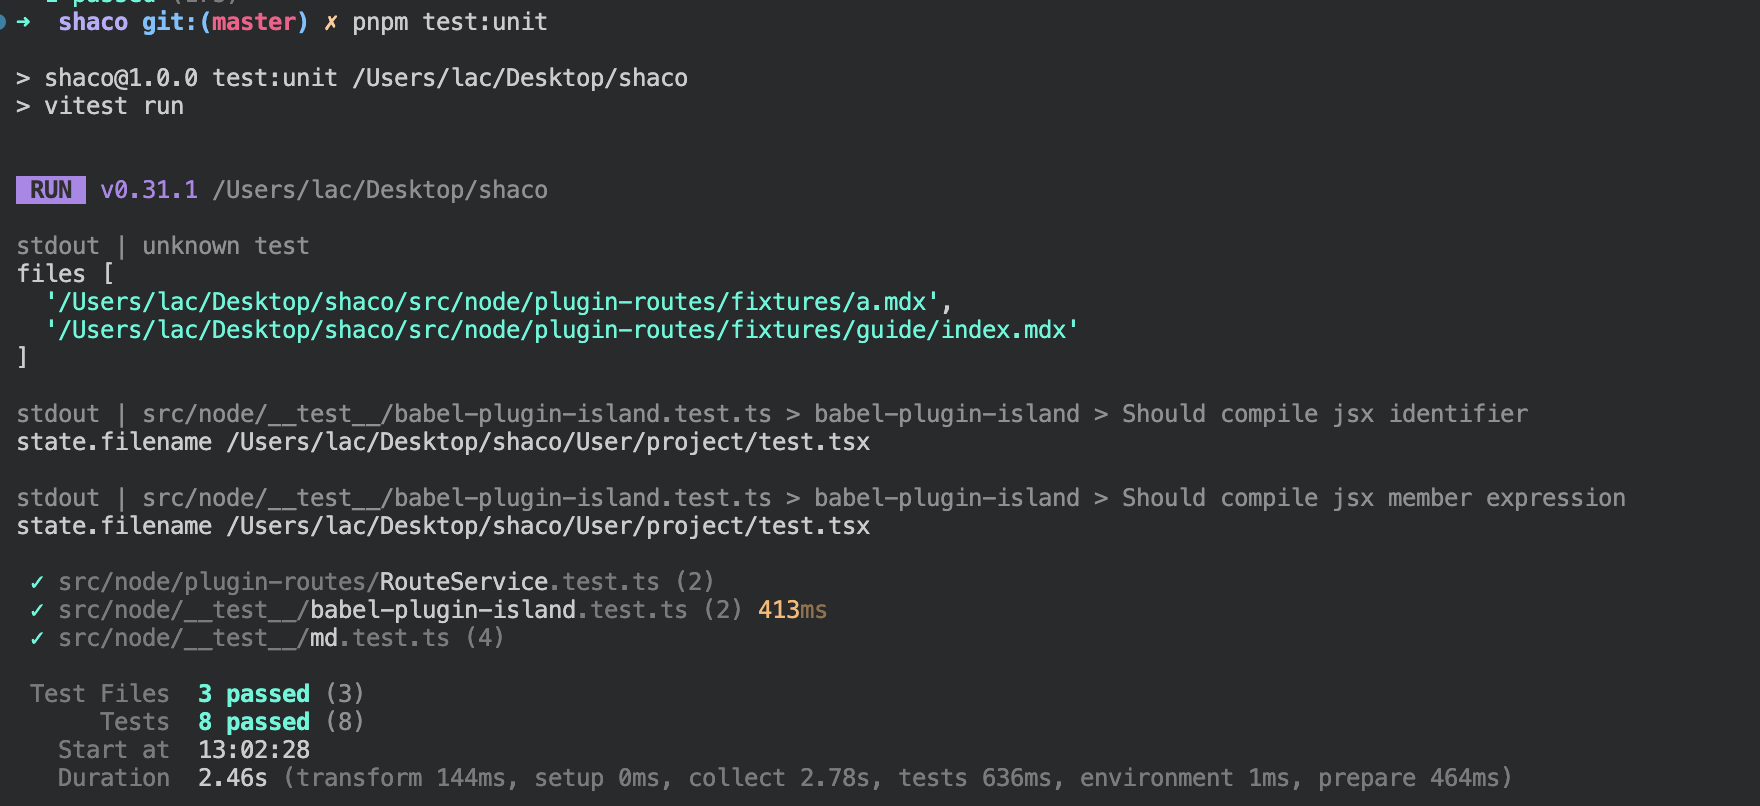 ➜  shaco git:(master) ✗ pnpm test:unit
> shaco@1.0.0 test:unit /Users/lac/Desktop/shaco
> vitest run
RUN  v0.31.1 /Users/lac/Desktop/shaco
stdout | unknown test
files [
  '/Users/lac/Desktop/shaco/src/node/plugin-routes/fixtures/a.mdx',
  '/Users/lac/Desktop/shaco/src/node/plugin-routes/fixtures/guide/index.mdx'
]
stdout | src/node/__test__/babel-plugin-island.test.ts > babel-plugin-island > Should compile jsx identifier
state.filename /Users/lac/Desktop/shaco/User/project/test.tsx
stdout | src/node/__test__/babel-plugin-island.test.ts > babel-plugin-island > Should compile jsx member expression
state.filename /Users/lac/Desktop/shaco/User/project/test.tsx
✓ src/node/plugin-routes/RouteService.test.ts (2)
✓ src/node/__test__/babel-plugin-island.test.ts (2) 413ms
✓ src/node/__test__/md.test.ts (4)
Test Files  3 passed (3)
Tests  8 passed (8)
Start at  13:02:28
Duration  2.46s (transform 144ms, setup 0ms, collect 2.78s, tests 636ms, environment 1ms, prepare 464ms)